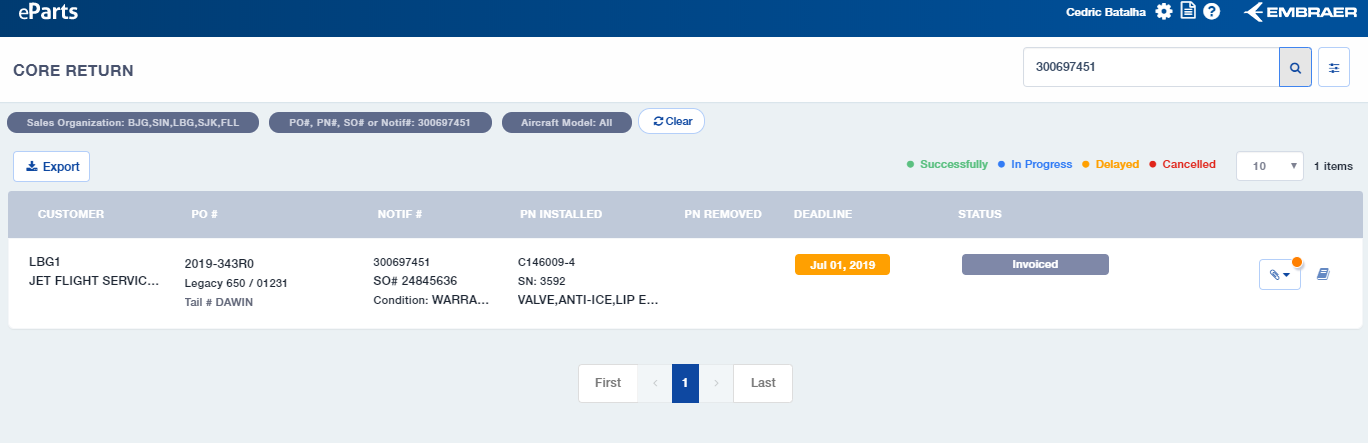 eParts
Cedric Batalha
EMBRAER
CORE RETURN
300697451
Sales Organization: BJG,SIN,LBG,SJK,FLL
PO#, PN#, SO# or Notif#: 300697451
Aircraft Model: All
Clear
Export
Successfully
In Progress
Delayed
Cancelled
10
1 items
CUSTOMER
PO #
NOTIF #
PN INSTALLED
PN REMOVED
DEADLINE
STATUS
LBG1
JET FLIGHT SERVIC...
2019-343R0
Legacy 650 / 01231
Tail # DAWIN
300697451
SO# 24845636
Condition: WARRA...
C146009-4
SN: 3592
VALVE,ANTI-ICE,LIP E...
Jul 01, 2019
Invoiced
First
<
1
>
Last